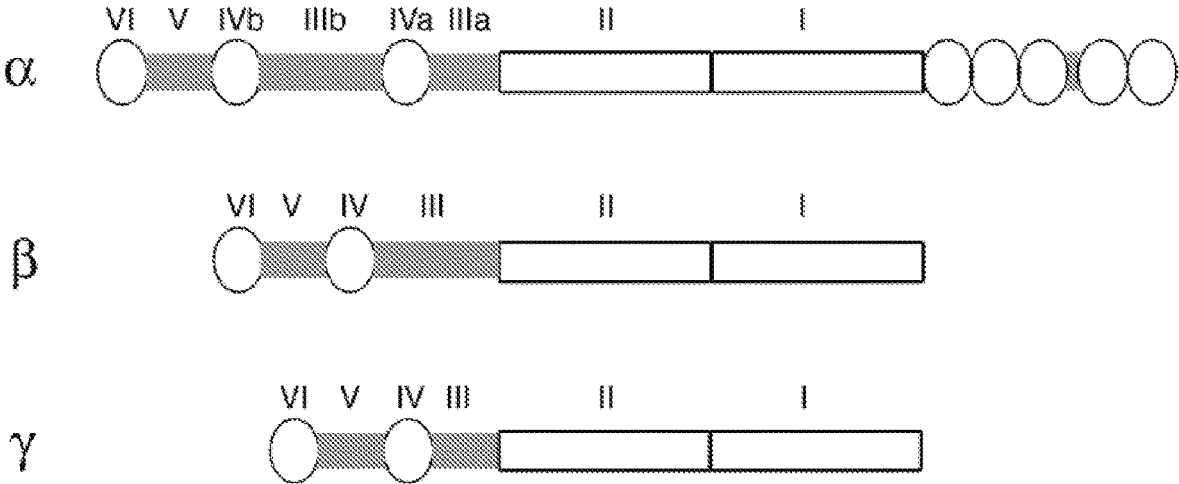 VI V IVb IIIb IVa IIIa II I
α
VI V IV III II I
β
VI V IV III II I
γ